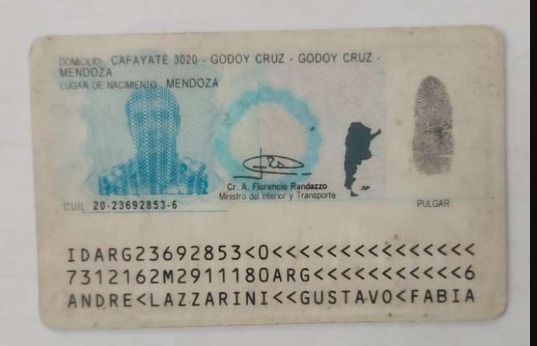 DOMICILIO: CAFAYATE 3020 - GODOY CRUZ - GODOY CRUZ -
MENDOZA
LUGAR DE NACIMIENTO: MENDOZA
Cr. A. Florencio Randazzo
Ministro del Interior y Transporte
CUIL: 20-23692853-6
PULGAR
IDARG23692853<0<<<<<<<<<<<<<<<
7312162M2911180ARG<<<<<<<<<<<6
ANDRE<LAZZARINI<<GUSTAVO<FABIA